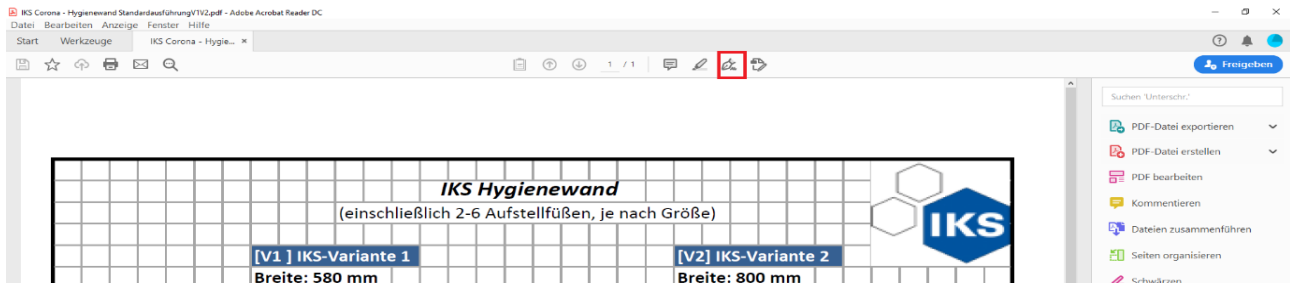 IKS Corona - Hygienewand StandardausführungV1V2.pdf - Adobe Acrobat Reader DC
Datei Bearbeiten Anzeige Fenster Hilfe
Start Werkzeuge IKS Corona - Hygie... ×
1 / 1
Freigeben
Suchen 'Unterschr.'
PDF-Datei exportieren
PDF-Datei erstellen
PDF bearbeiten
Kommentieren
Dateien zusammenführen
Seiten organisieren
Schwärzen
IKS Hygienewand
(einschließlich 2-6 Aufstellfüßen, je nach Größe)
IKS
[V1 ] IKS-Variante 1 [V2] IKS-Variante 2
Breite: 580 mm Breite: 800 mm